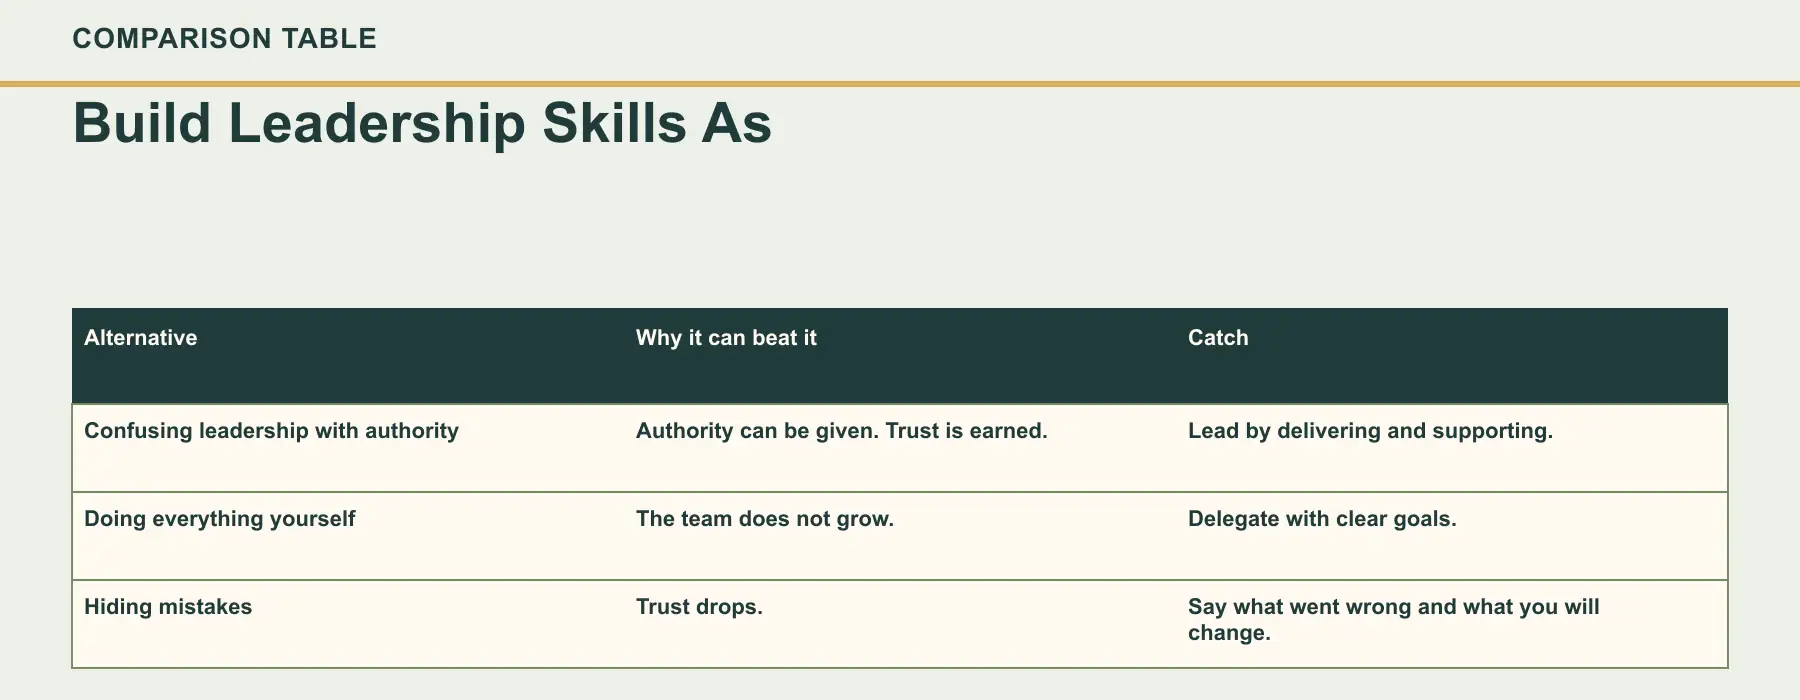 COMPARISON TABLE
Build Leadership Skills As
Alternative Why it can beat it Catch
Confusing leadership with authority Authority can be given. Trust is earned. Lead by delivering and supporting.
Doing everything yourself The team does not grow. Delegate with clear goals.
Hiding mistakes Trust drops. Say what went wrong and what you will
change.